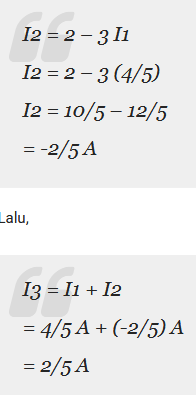 I2 = 2 – 3 I1
I2 = 2 – 3 (4/5)
I2 = 10/5 – 12/5
= -2/5 A
Lalu,
I3 = I1 + I2
= 4/5 A + (-2/5) A
= 2/5 A